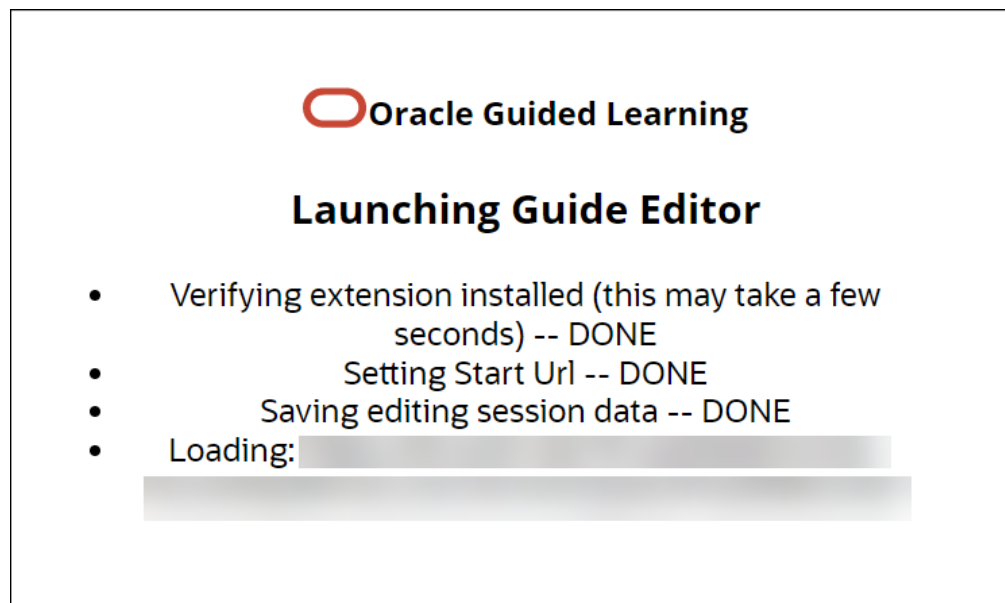 Oracle Guided Learning
Launching Guide Editor
• Verifying extension installed (this may take a few
seconds) -- DONE
• Setting Start Url -- DONE
• Saving editing session data -- DONE
• Loading: